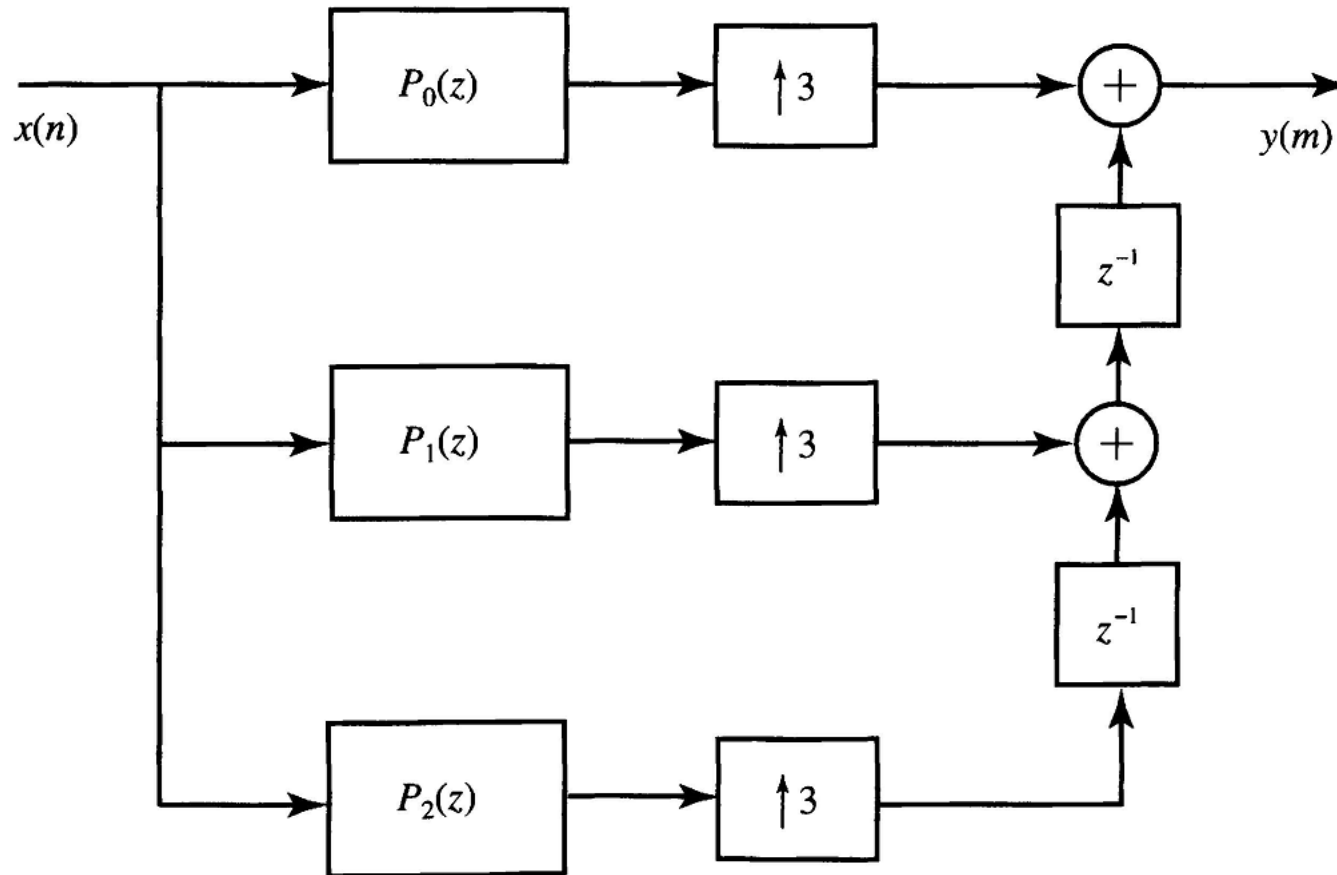 P₀(z)
↑3
+
x(n)
y(m)
z⁻¹
P₁(z)
↑3
+
z⁻¹
P₂(z)
↑3